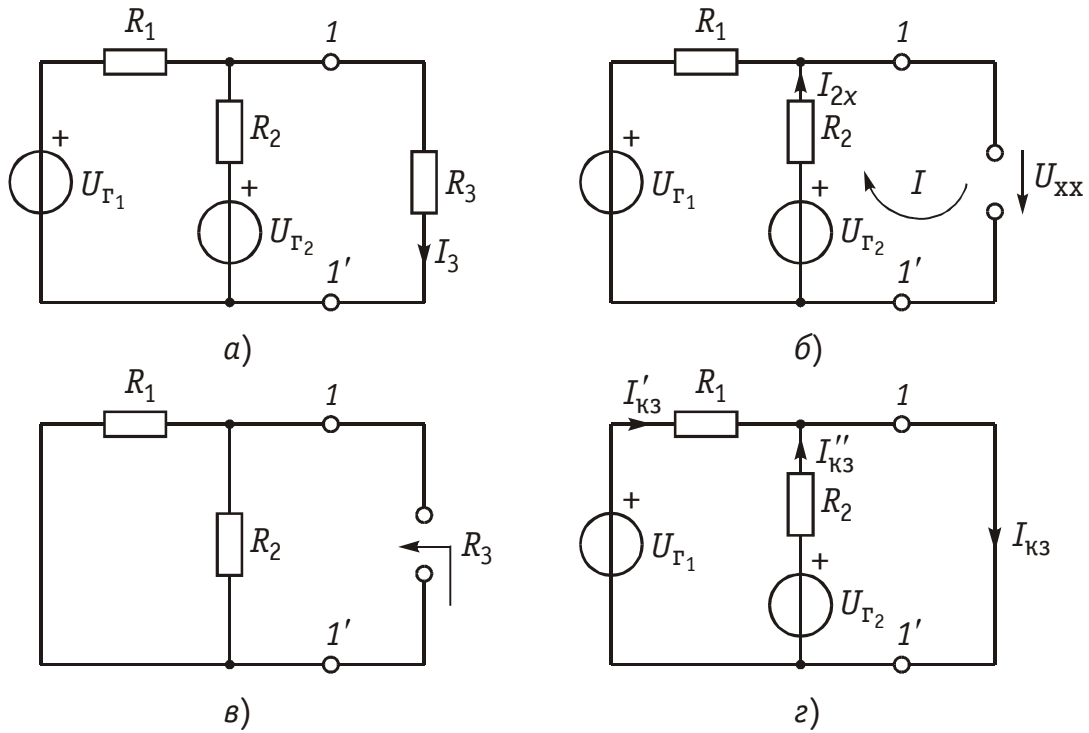 R₁ 1
+ R₂ + R₃
Uг₁ Uг₂ I₃
1′
а)
R₁ 1
I₂ₓ
+ R₂ + I Uхх
Uг₁ Uг₂
1′
б)
R₁ 1
R₂ R₃
1′
в)
I′кз R₁ 1
I″кз
+ R₂ + Iкз
Uг₁ Uг₂
1′
г)